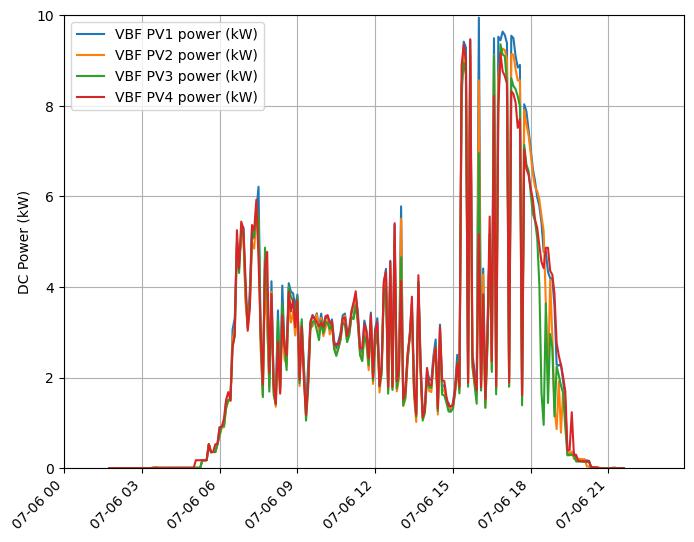 VBF PV1 power (kW)
VBF PV2 power (kW)
VBF PV3 power (kW)
VBF PV4 power (kW)
DC Power (kW)
10
8
6
4
2
0
07-06 00
07-06 03
07-06 06
07-06 09
07-06 12
07-06 15
07-06 18
07-06 21